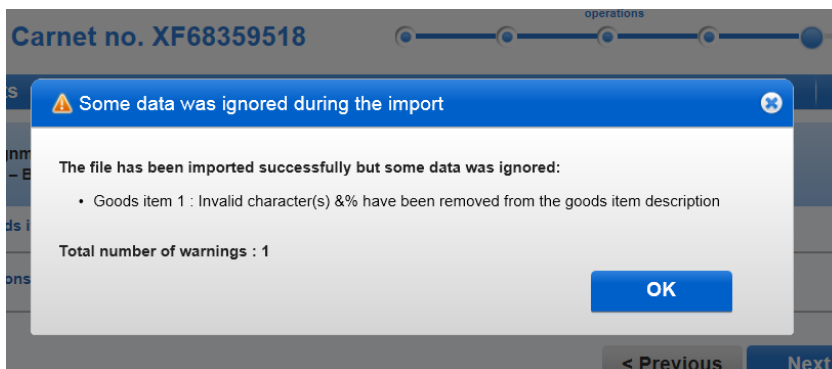 operations
Carnet no. XF68359518
Some data was ignored during the import
The file has been imported successfully but some data was ignored:
• Goods item 1 : Invalid character(s) &% have been removed from the goods item description
Total number of warnings : 1
OK
< Previous
Next